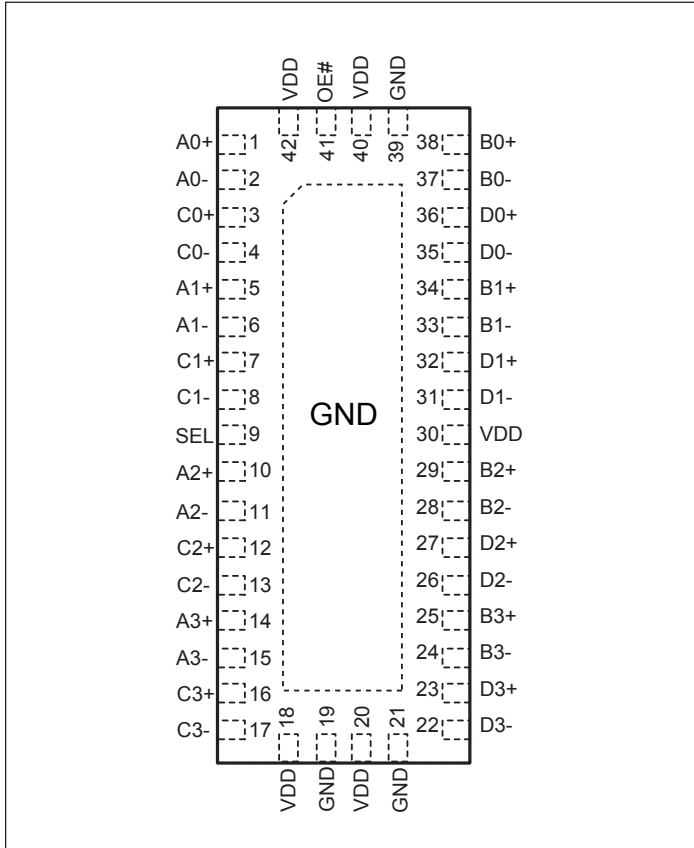 VDD OE# VDD GND
42 41 40 39
A0+ 1 38 B0+
A0- 2 37 B0-
C0+ 3 36 D0+
C0- 4 35 D0-
A1+ 5 34 B1+
A1- 6 33 B1-
C1+ 7 32 D1+
C1- 8 31 D1-
GND
SEL 9 30 VDD
A2+ 10 29 B2+
A2- 11 28 B2-
C2+ 12 27 D2+
C2- 13 26 D2-
A3+ 14 25 B3+
A3- 15 24 B3-
C3+ 16 23 D3+
C3- 17 22 D3-
18 19 20 21
VDD GND VDD GND